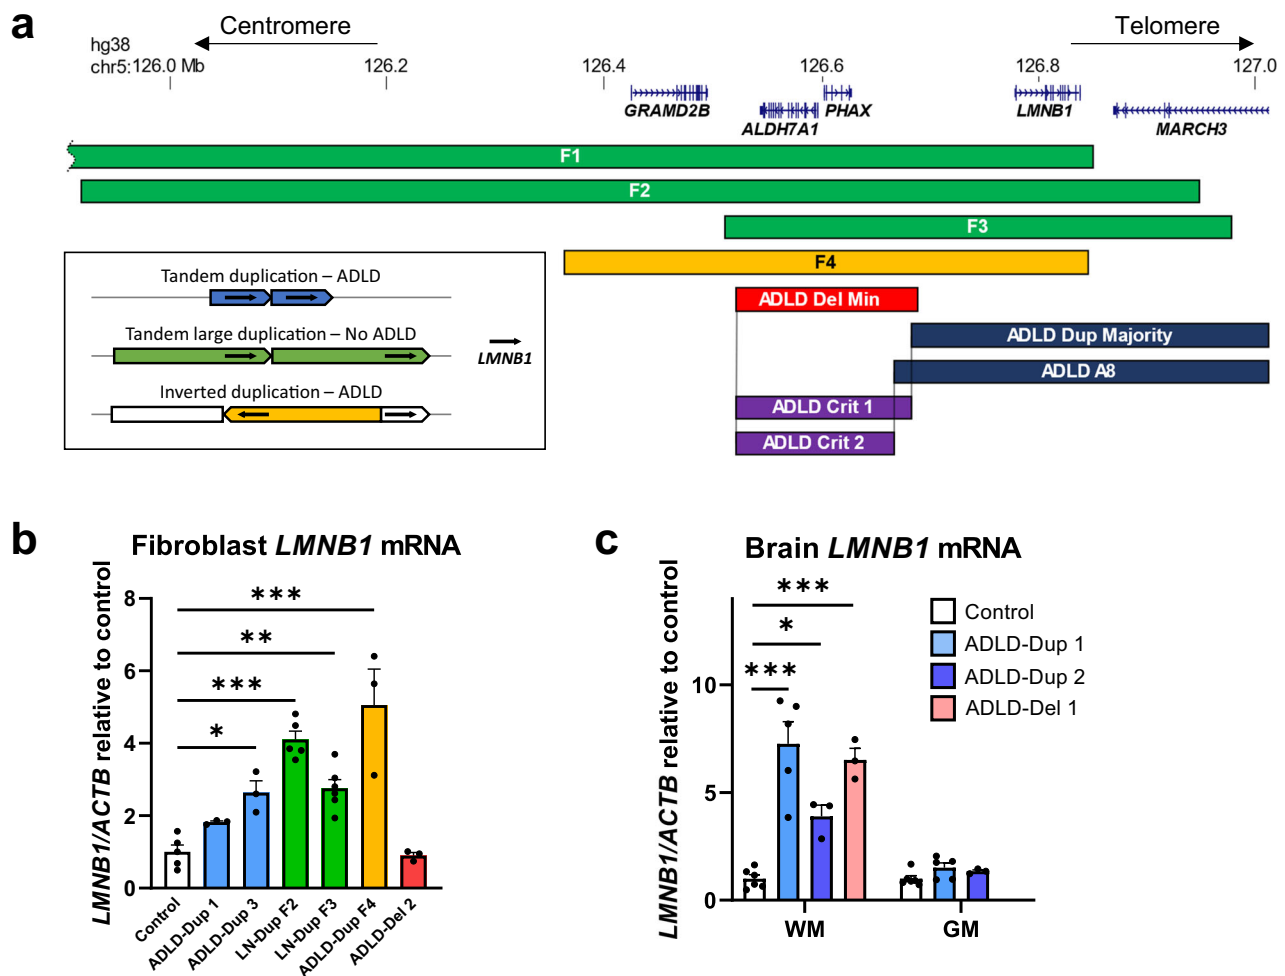 a
Centromere
Telomere
hg38
chr5:126.0 Mb 126.2 126.4 126.6 126.8 127.0
GRAMD2B PHAX LMNB1
ALDH7A1 MARCH3
F1
F2
F3
F4
Tandem duplication – ADLD
Tandem large duplication – No ADLD
LMNB1
Inverted duplication – ADLD
ADLD Del Min
ADLD Dup Majority
ADLD A8
ADLD Crit 1
ADLD Crit 2
b
Fibroblast LMNB1 mRNA
LMNB1/ACTB relative to control
8
6
4
2
0
***
**
***
*
Control
ADLD-Dup 1
ADLD-Dup 3
LN-Dup F2
LN-Dup F3
ADLD-Dup F4
ADLD-Del 2
c
Brain LMNB1 mRNA
LMNB1/ACTB relative to control
10
5
0
***
*
***
WM
GM
Control
ADLD-Dup 1
ADLD-Dup 2
ADLD-Del 1